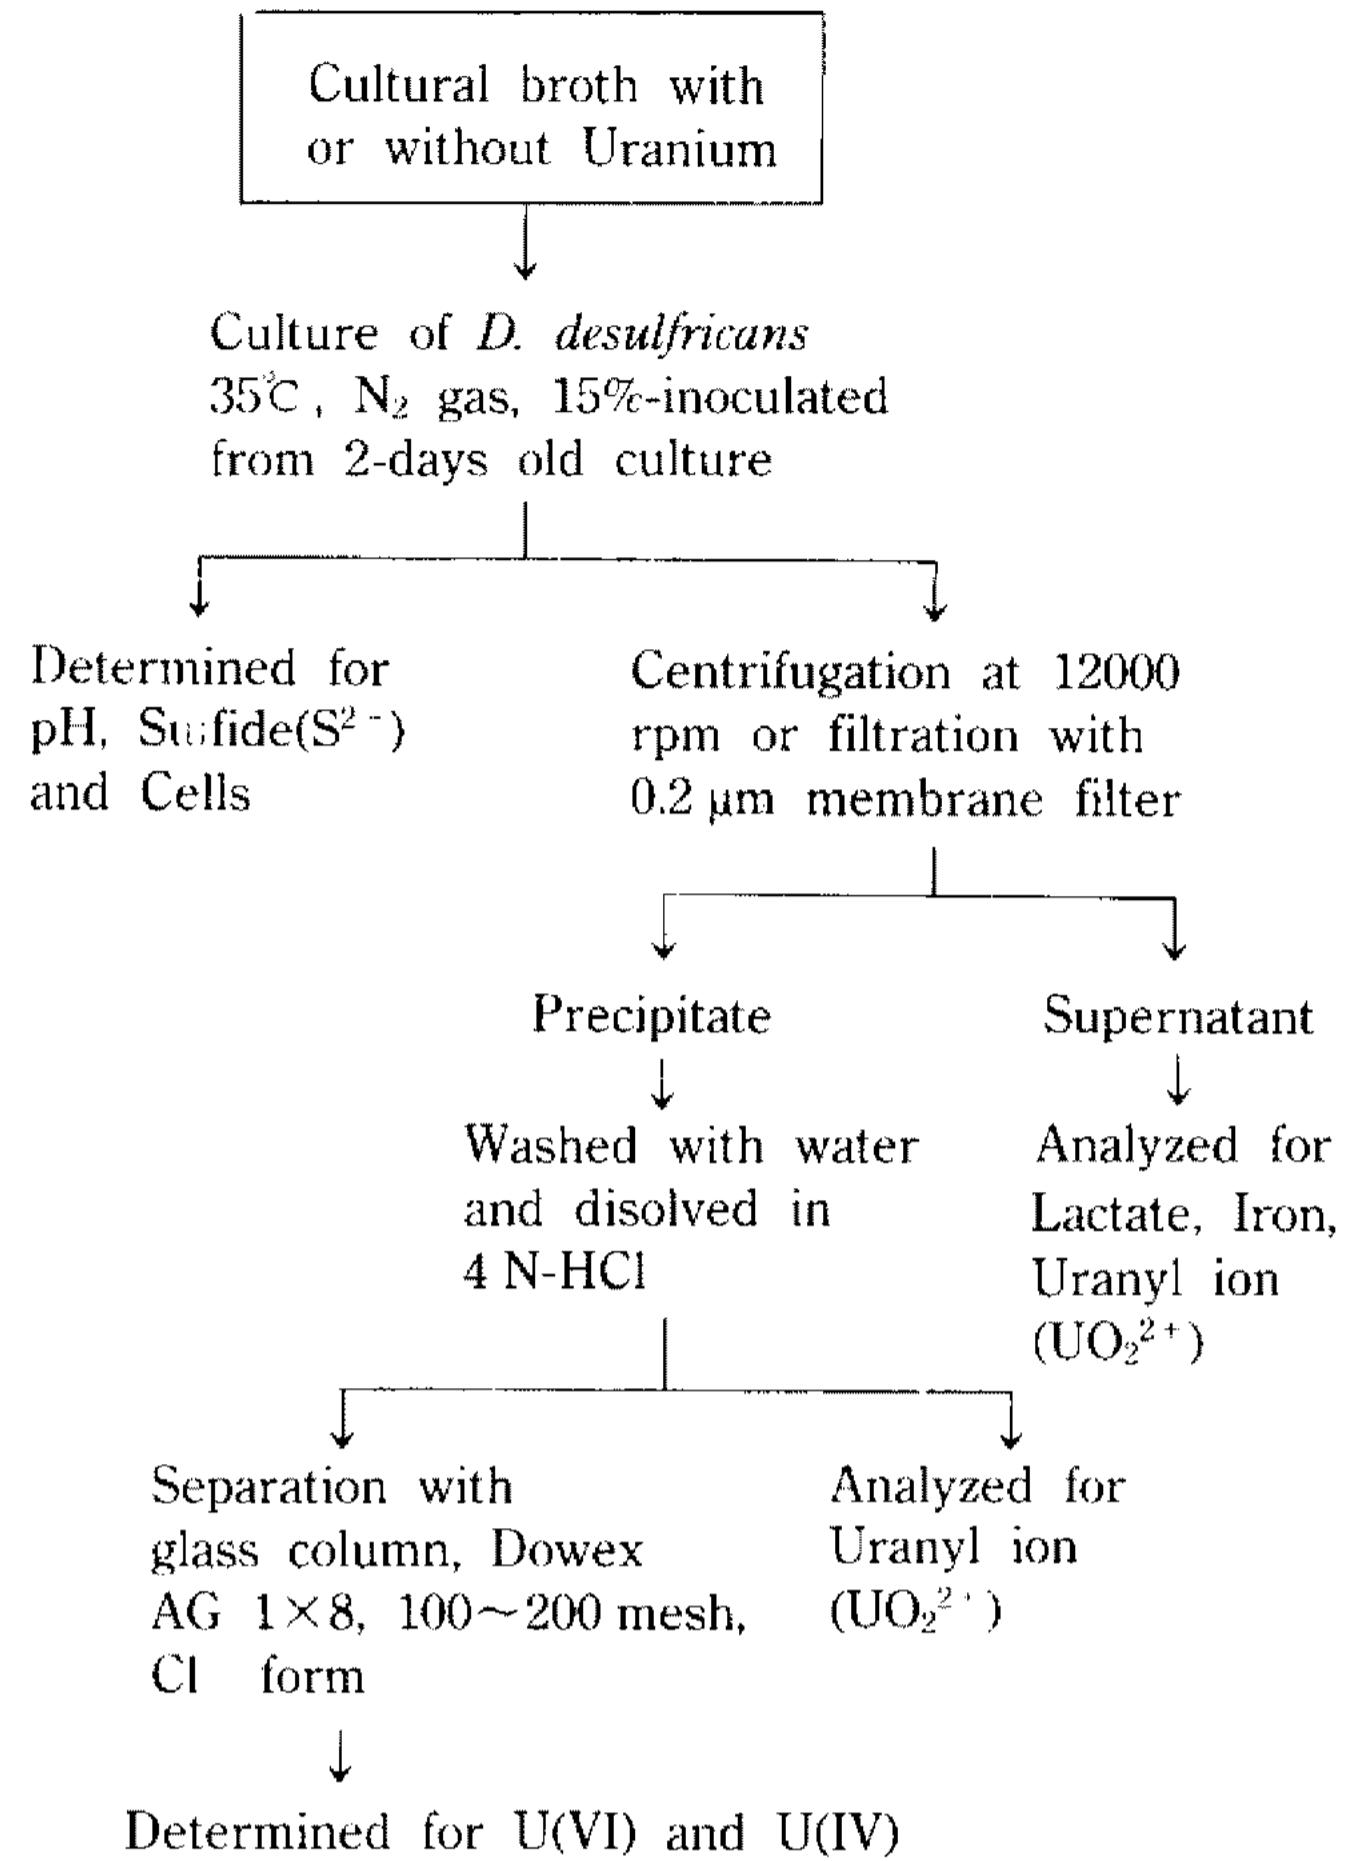 Cultural broth with
or without Uranium
Culture of D. desulfricans
35℃, N₂ gas, 15%-inoculated
from 2-days old culture
Determined for
pH, Sulfide(S²⁻)
and Cells
Centrifugation at 12000
rpm or filtration with
0.2 μm membrane filter
Precipitate
Supernatant
Washed with water
and disolved in
4 N-HCl
Analyzed for
Lactate, Iron,
Uranyl ion
(UO₂²⁺)
Separation with
glass column, Dowex
AG 1×8, 100~200 mesh,
Cl form
Analyzed for
Uranyl ion
(UO₂²⁺)
Determined for U(VI) and U(IV)